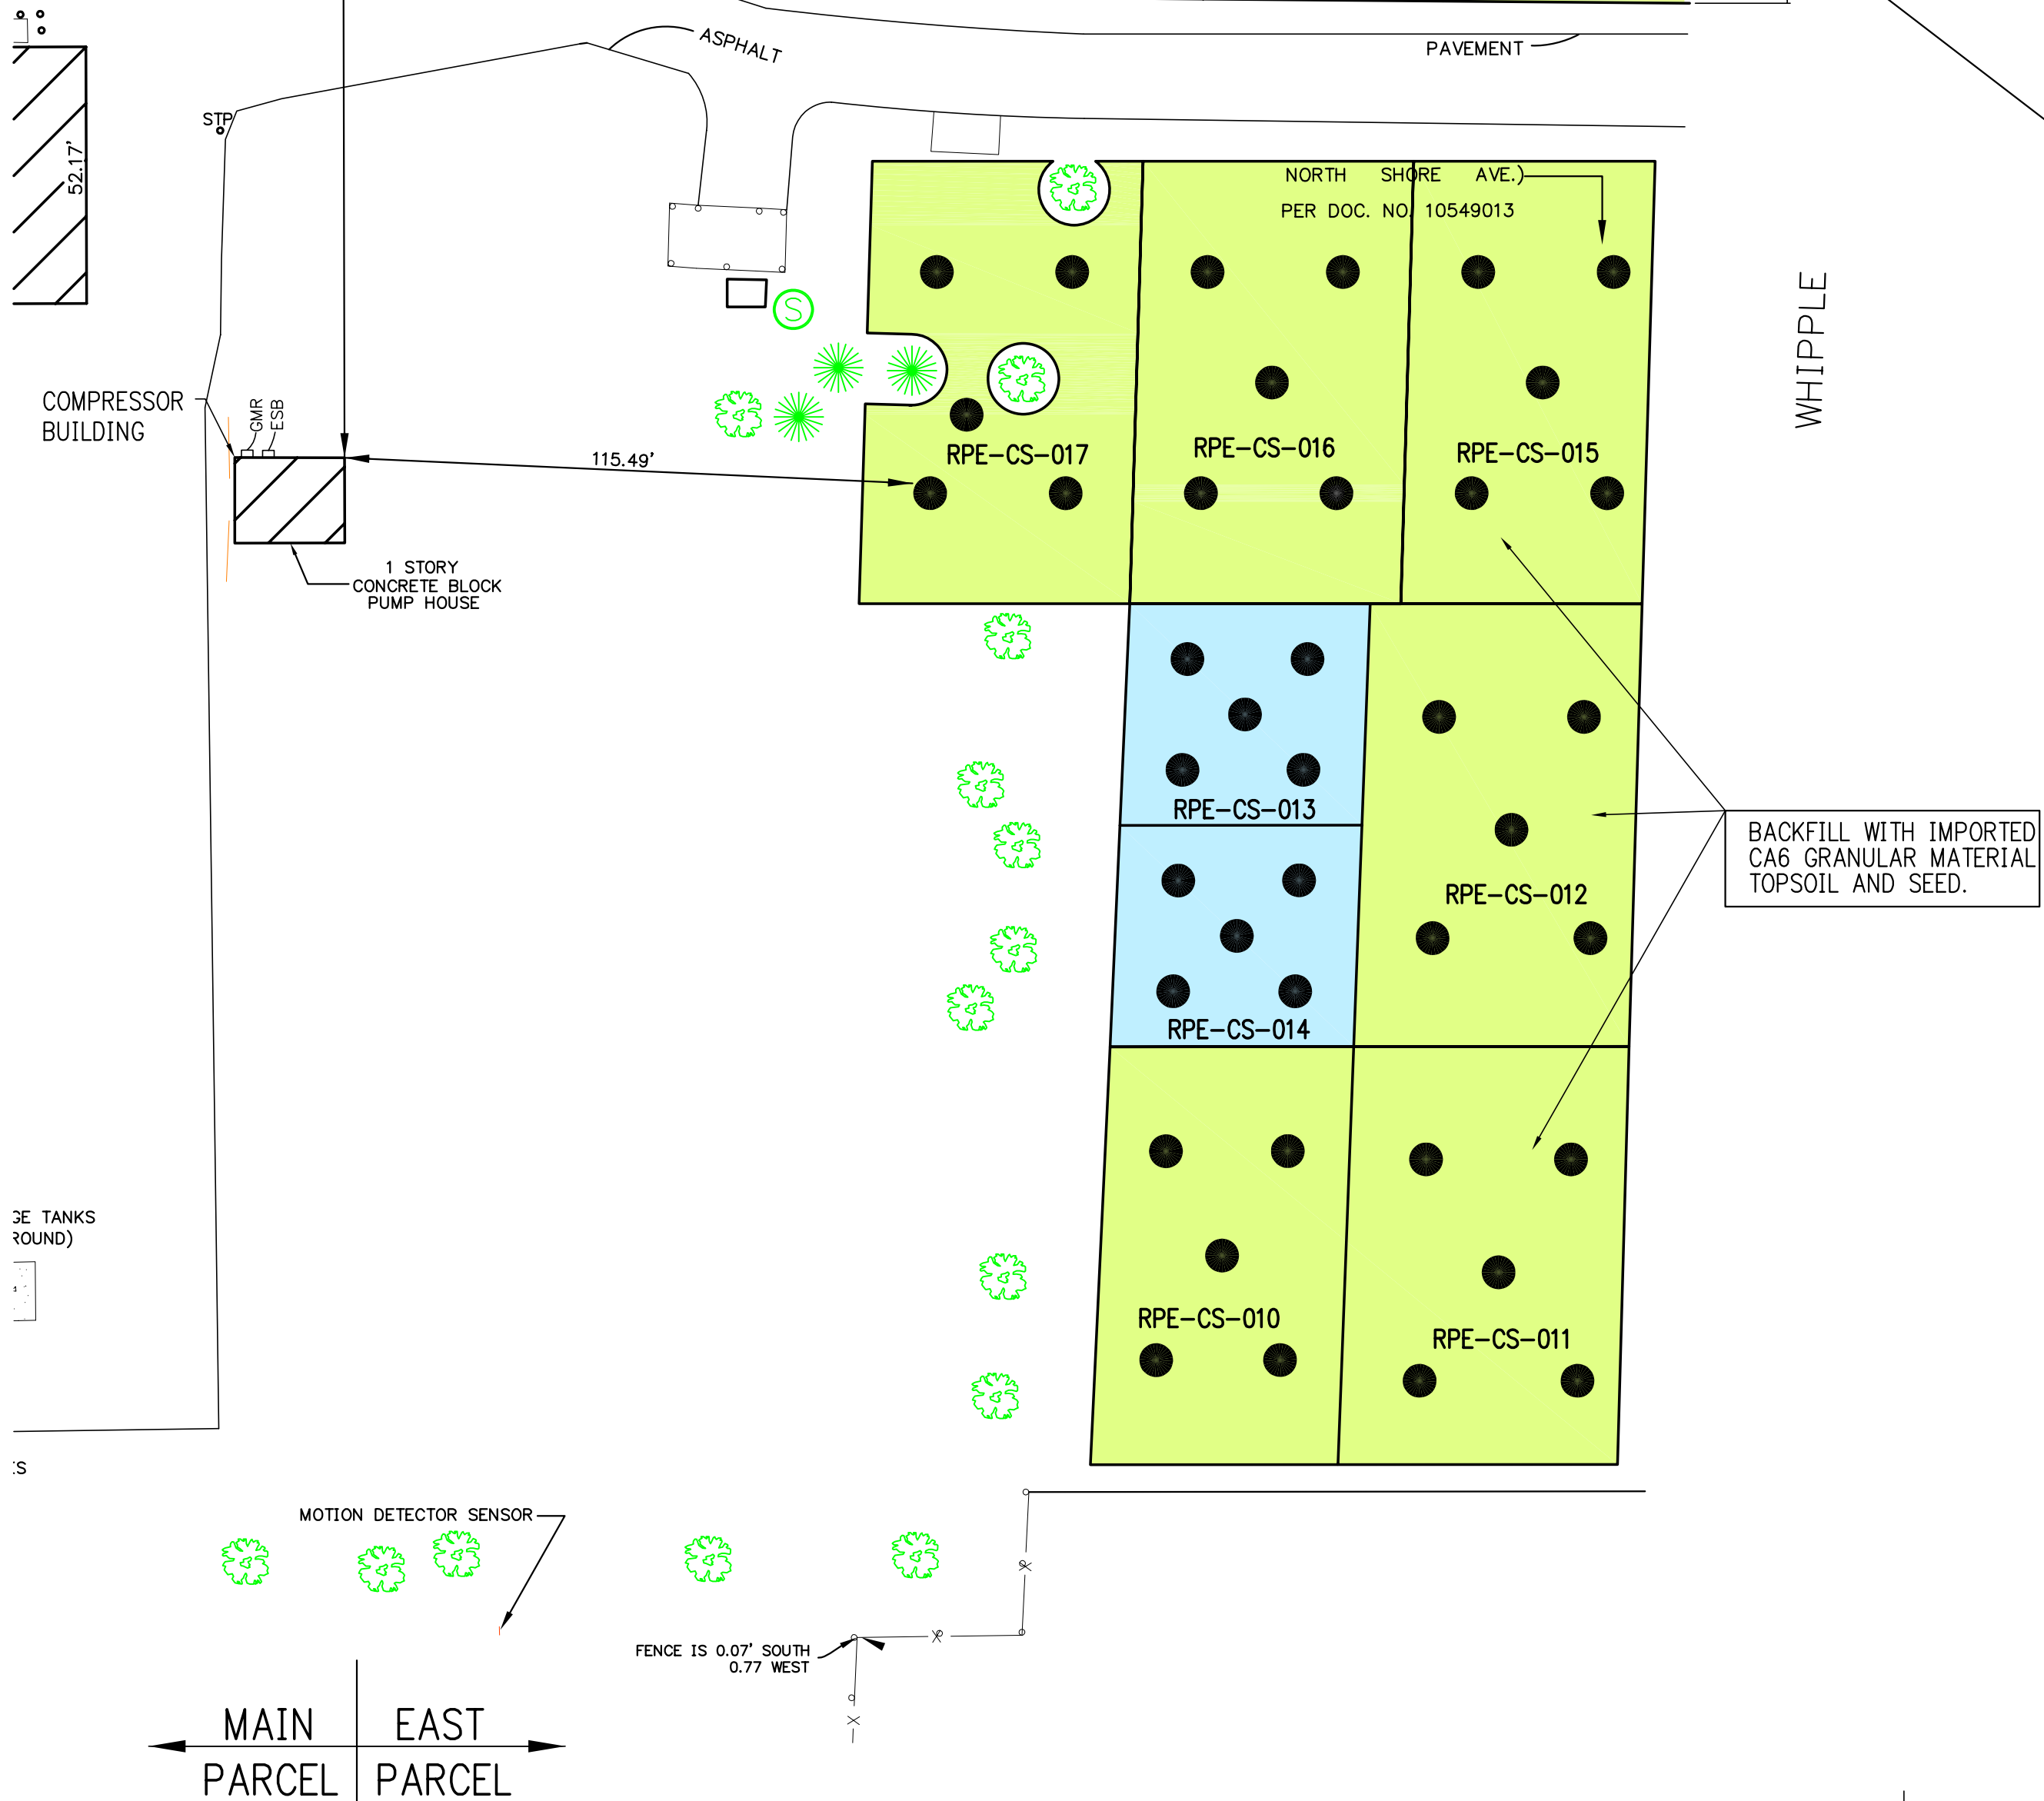 ASPHALT
PAVEMENT
STP
52.17'
NORTH SHORE AVE.)
PER DOC. NO. 10549013
WHIPPLE
COMPRESSOR
BUILDING
GMR
ESB
115.49'
RPE-CS-017
RPE-CS-016
RPE-CS-015
1 STORY
CONCRETE BLOCK
PUMP HOUSE
S
RPE-CS-013
BACKFILL WITH IMPORTED
CA6 GRANULAR MATERIAL
TOPSOIL AND SEED.
RPE-CS-012
RPE-CS-014
GE TANKS
ROUND)
RPE-CS-010
RPE-CS-011
S
MOTION DETECTOR SENSOR
X
X
FENCE IS 0.07' SOUTH
0.77 WEST
X
MAIN
PARCEL
EAST
PARCEL